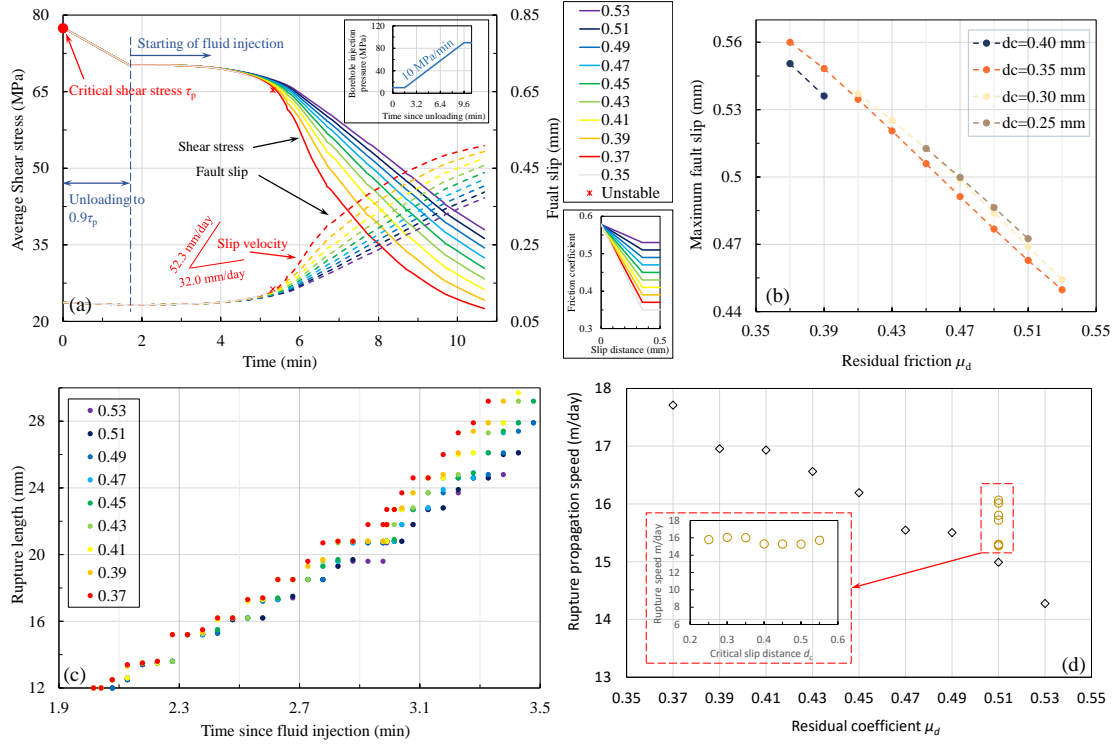 80
65
50
35
20
Average Shear stress (MPa)
0
2
4
6
8
10
Time (min)
0.85
0.65
0.45
0.25
0.05
Fualt slip (mm)
Starting of fluid injection
Critical shear stress τp
Unloading to
0.9τp
Shear stress
Fault slip
Slip velocity
52.3 mm/day
32.0 mm/day
(a)
120
80
40
0
Borehole injection
pressure (MPa)
10 MPa/min
0
3.2
6.4
9.6
Time since unloading (min)
0.53
0.51
0.49
0.47
0.45
0.43
0.41
0.39
0.37
0.35
Unstable
0.6
0.5
0.4
0.3
Friction coefficient
0
0.5
Slip distance (mm)
0.56
0.53
0.5
0.47
0.44
Maximum fault slip (mm)
dc=0.40 mm
dc=0.35 mm
dc=0.30 mm
dc=0.25 mm
(b)
0.35
0.39
0.43
0.47
0.51
0.55
Residual friction μd
28
24
20
16
12
Rupture length (mm)
0.53
0.51
0.49
0.47
0.45
0.43
0.41
0.39
0.37
(c)
1.9
2.3
2.7
3.1
3.5
Time since fluid injection (min)
18
17
16
15
14
13
Rupture propagation speed (m/day)
18
16
14
12
10
8
6
Rupture speed m/day
0.2
0.3
0.4
0.5
0.6
Critical slip distance dc
(d)
0.35
0.37
0.39
0.41
0.43
0.45
0.47
0.49
0.51
0.53
0.55
Residual coefficient μd